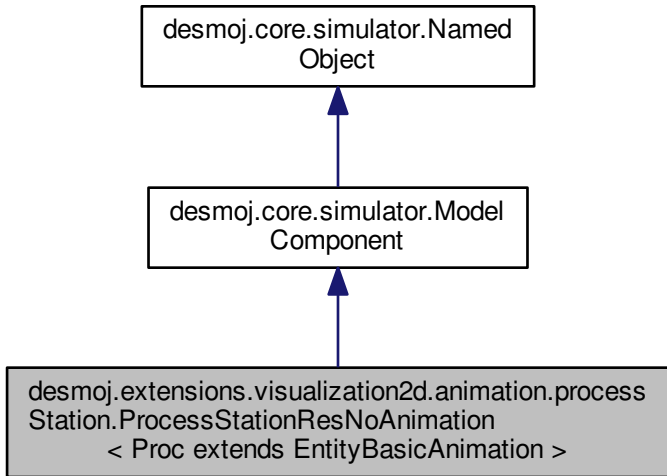 desmoj.core.simulator.Named
Object
desmoj.core.simulator.Model
Component
desmoj.extensions.visualization2d.animation.process
Station.ProcessStationResNoAnimation
< Proc extends EntityBasicAnimation >